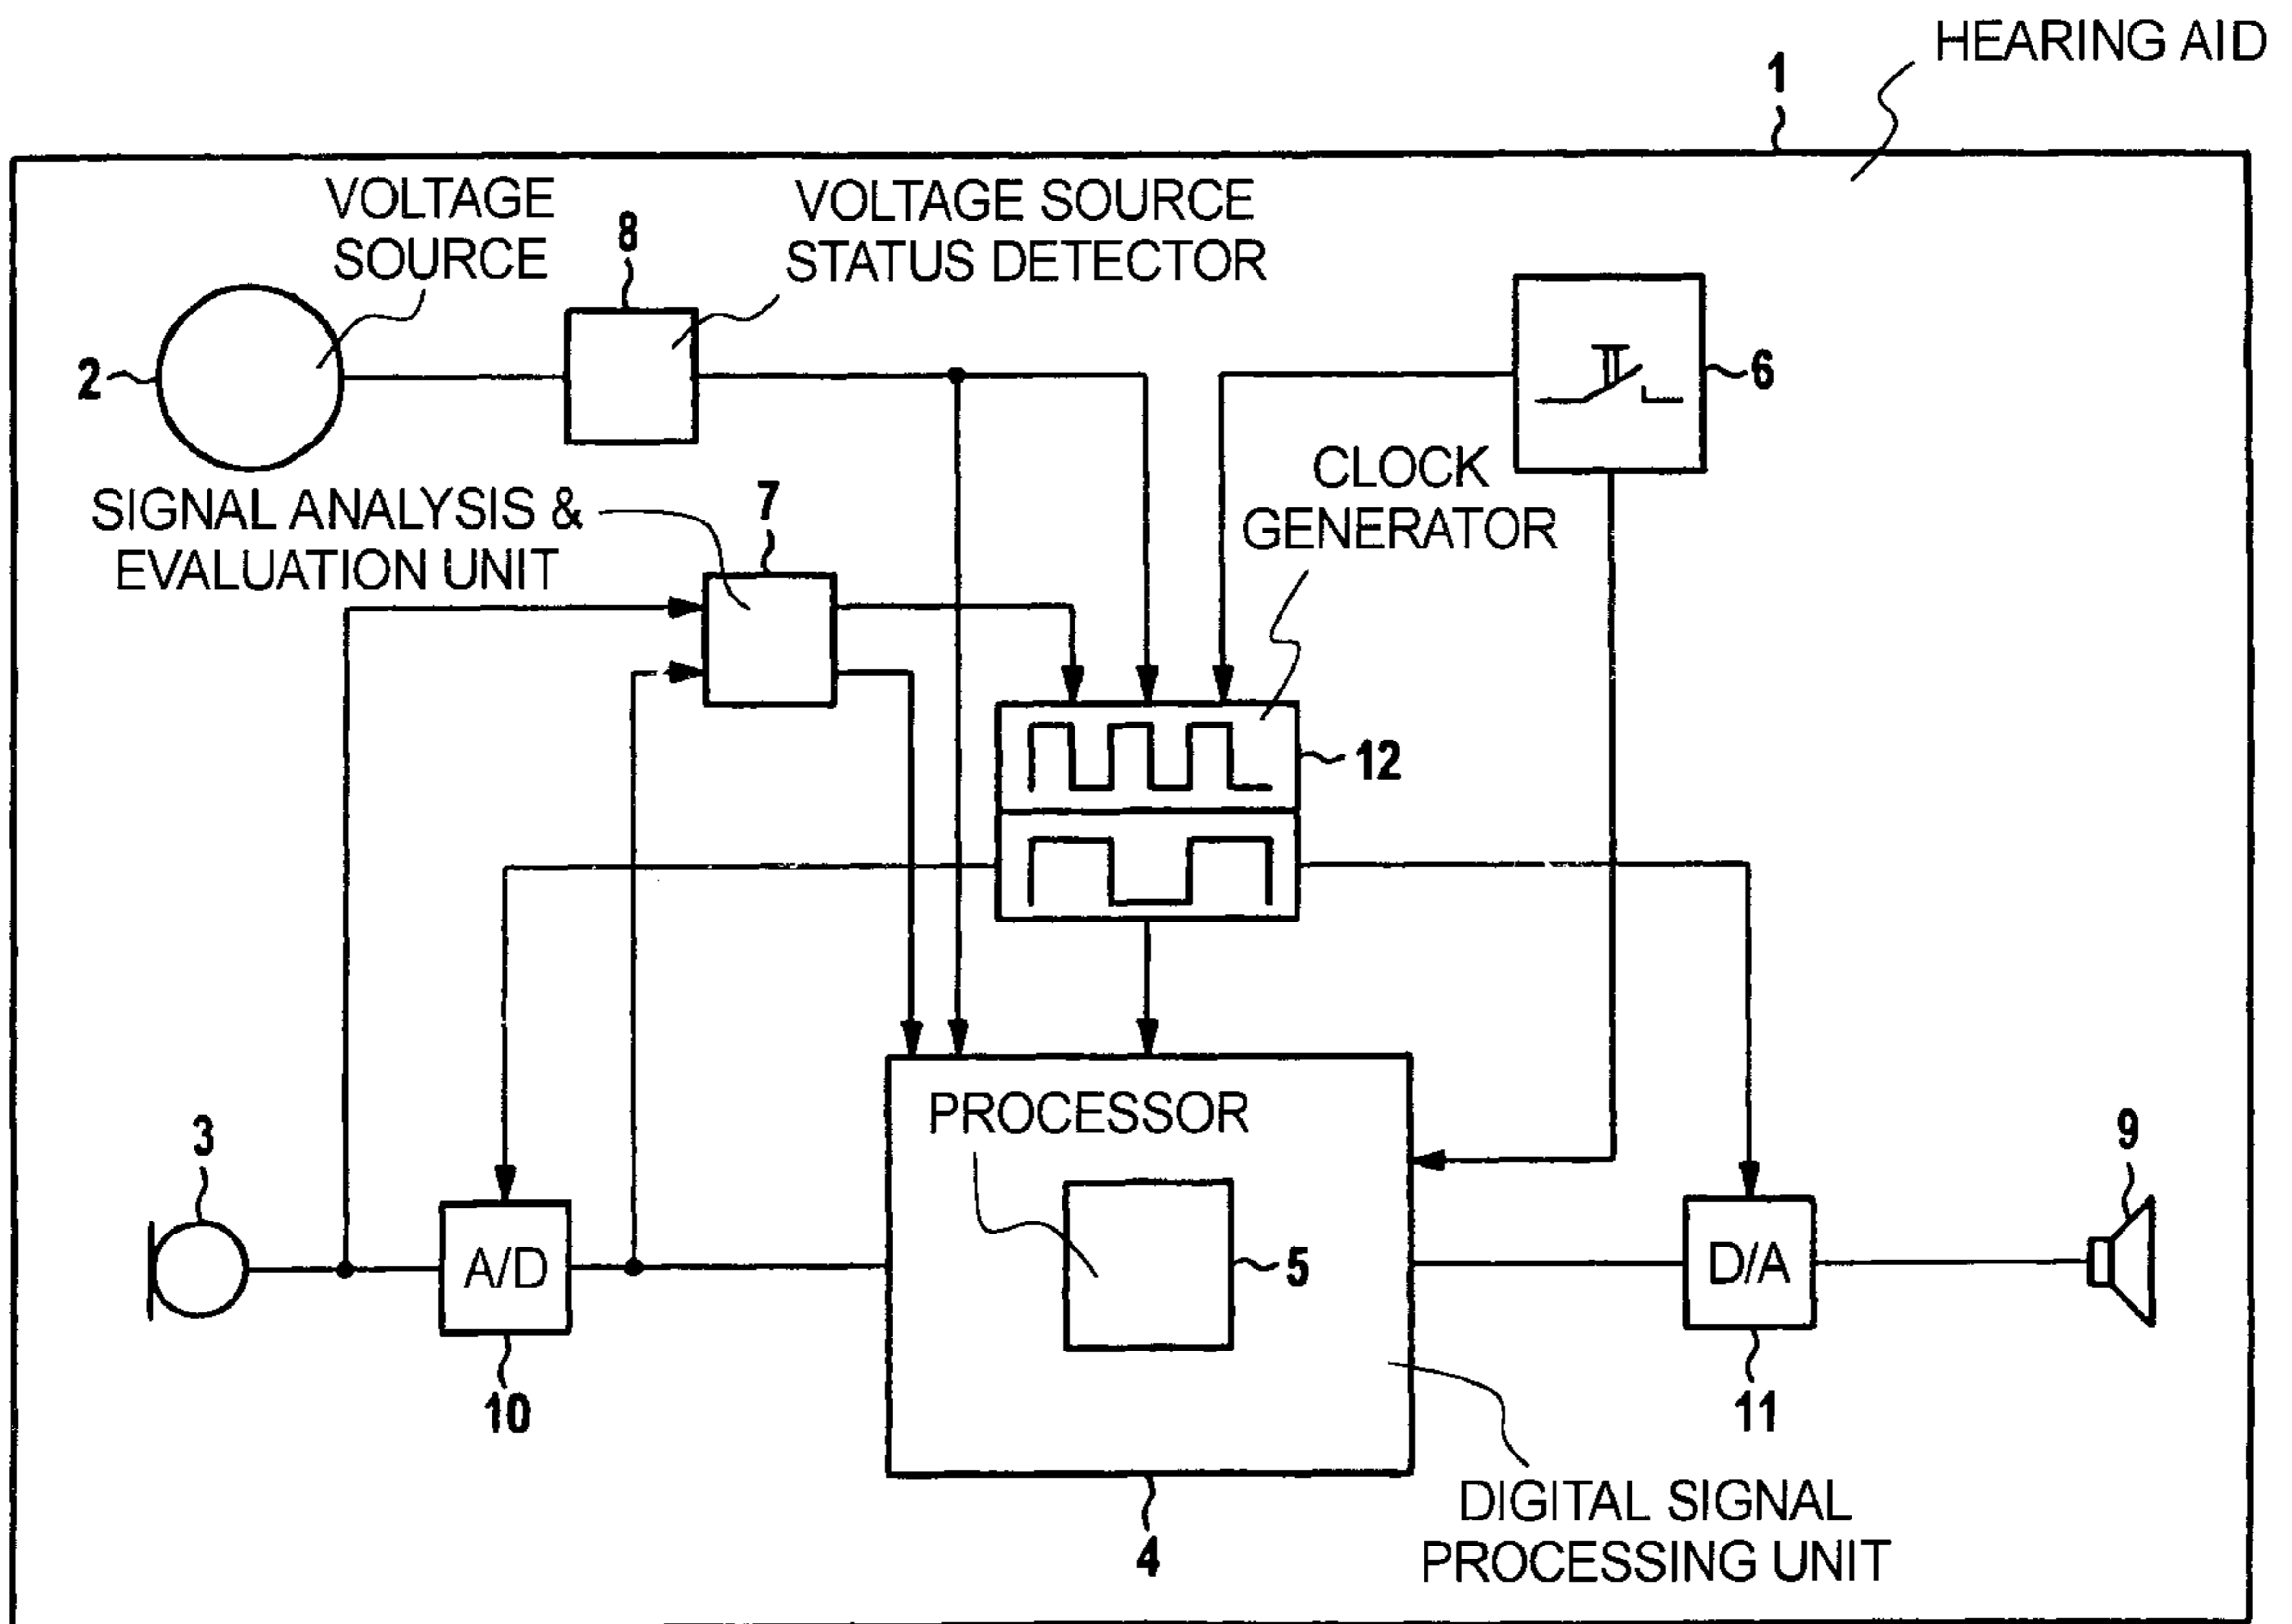 HEARING AID
1
VOLTAGE
SOURCE
8
VOLTAGE SOURCE
STATUS DETECTOR
2
6
CLOCK
GENERATOR
SIGNAL ANALYSIS &
EVALUATION UNIT
7
12
PROCESSOR
3
9
A/D
5
D/A
10
11
4
DIGITAL SIGNAL
PROCESSING UNIT